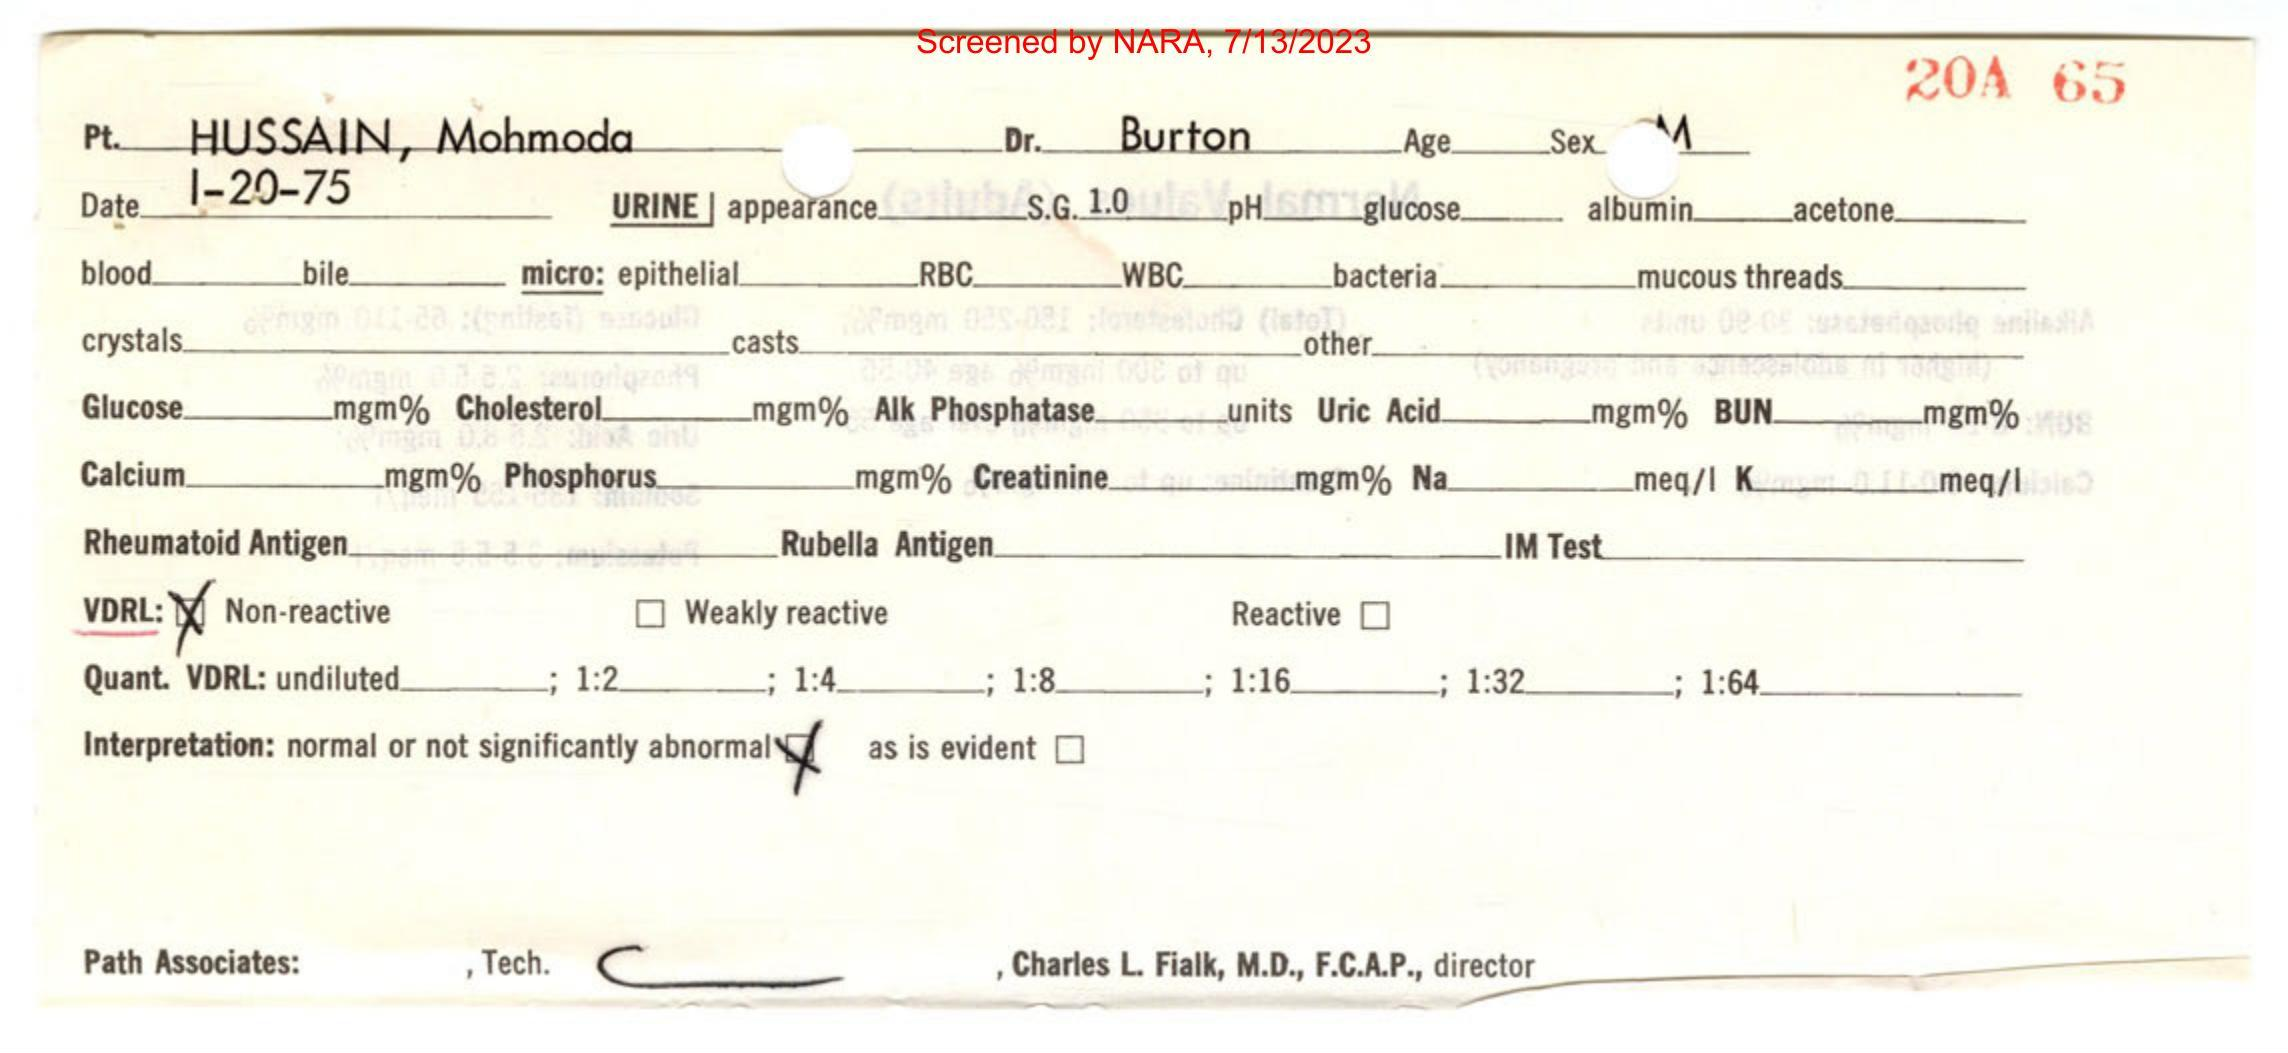 Screened by NARA, 7/13/2023
20A 65
Pt. HUSSAIN, Mohmoda Dr. Burton Age Sex M
Date 1-20-75 URINE appearance S.G. 1.0 pH glucose albumin acetone
blood bile micro: epithelial RBC WBC bacteria mucous threads
crystals casts other
Glucose mgm% Cholesterol mgm% Alk Phosphatase units Uric Acid mgm% BUN mgm%
Calcium mgm% Phosphorus mgm% Creatinine mgm% Na meq/l K meq/l
Rheumatoid Antigen Rubella Antigen IM Test
VDRL: X Non-reactive ☐ Weakly reactive Reactive ☐
Quant. VDRL: undiluted ; 1:2 ; 1:4 ; 1:8 ; 1:16 ; 1:32 ; 1:64
Interpretation: normal or not significantly abnormal X as is evident ☐
Path Associates: , Tech. , Charles L. Fialk, M.D., F.C.A.P., director